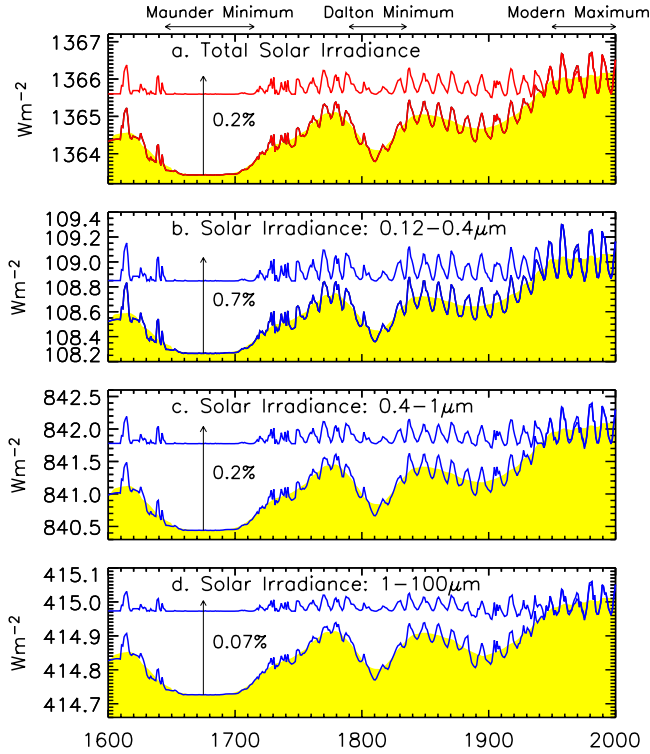 Maunder Minimum Dalton Minimum Modern Maximum
a. Total Solar Irradiance
1367
1366
1365
1364
Wm−2
0.2%
b. Solar Irradiance: 0.12−0.4μm
109.4
109.2
109.0
108.8
108.6
108.4
108.2
Wm−2
0.7%
c. Solar Irradiance: 0.4−1μm
842.5
842.0
841.5
841.0
840.5
Wm−2
0.2%
d. Solar Irradiance: 1−100μm
415.1
415.0
414.9
414.8
414.7
Wm−2
0.07%
1600 1700 1800 1900 2000